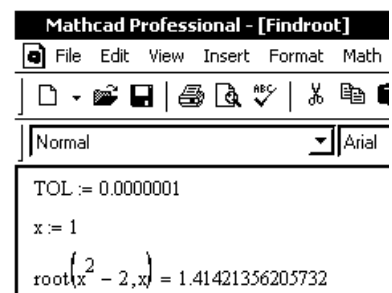 Mathcad Professional - [Findroot]
File Edit View Insert Format Math
ABC
Normal Arial
TOL := 0.0000001
x := 1
root(x² - 2,x) = 1.41421356205732